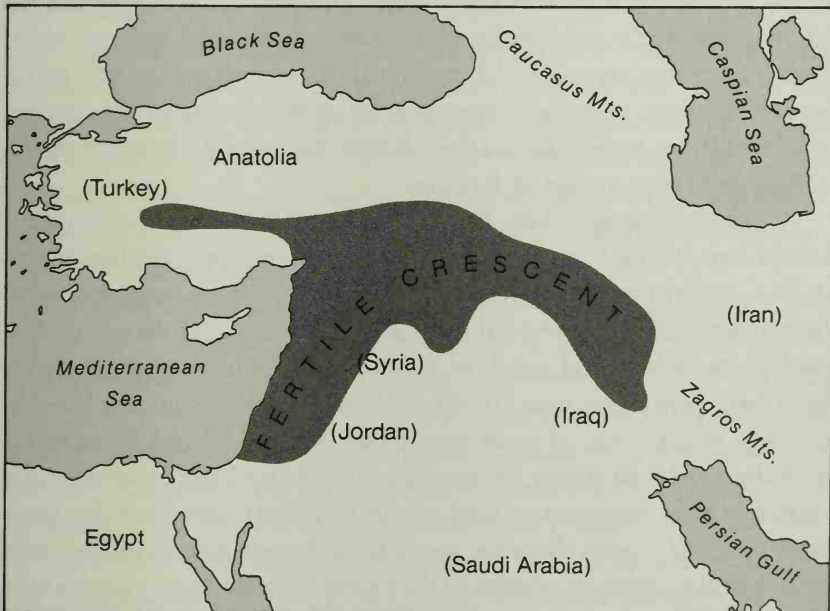 Black Sea
Caucasus Mts.
Caspian Sea
Anatolia
(Turkey)
FERTILE CRESCENT
(Iran)
Mediterranean
Sea
(Syria)
(Jordan)
(Iraq)
Zagros Mts.
Egypt
(Saudi Arabia)
Persian Gulf